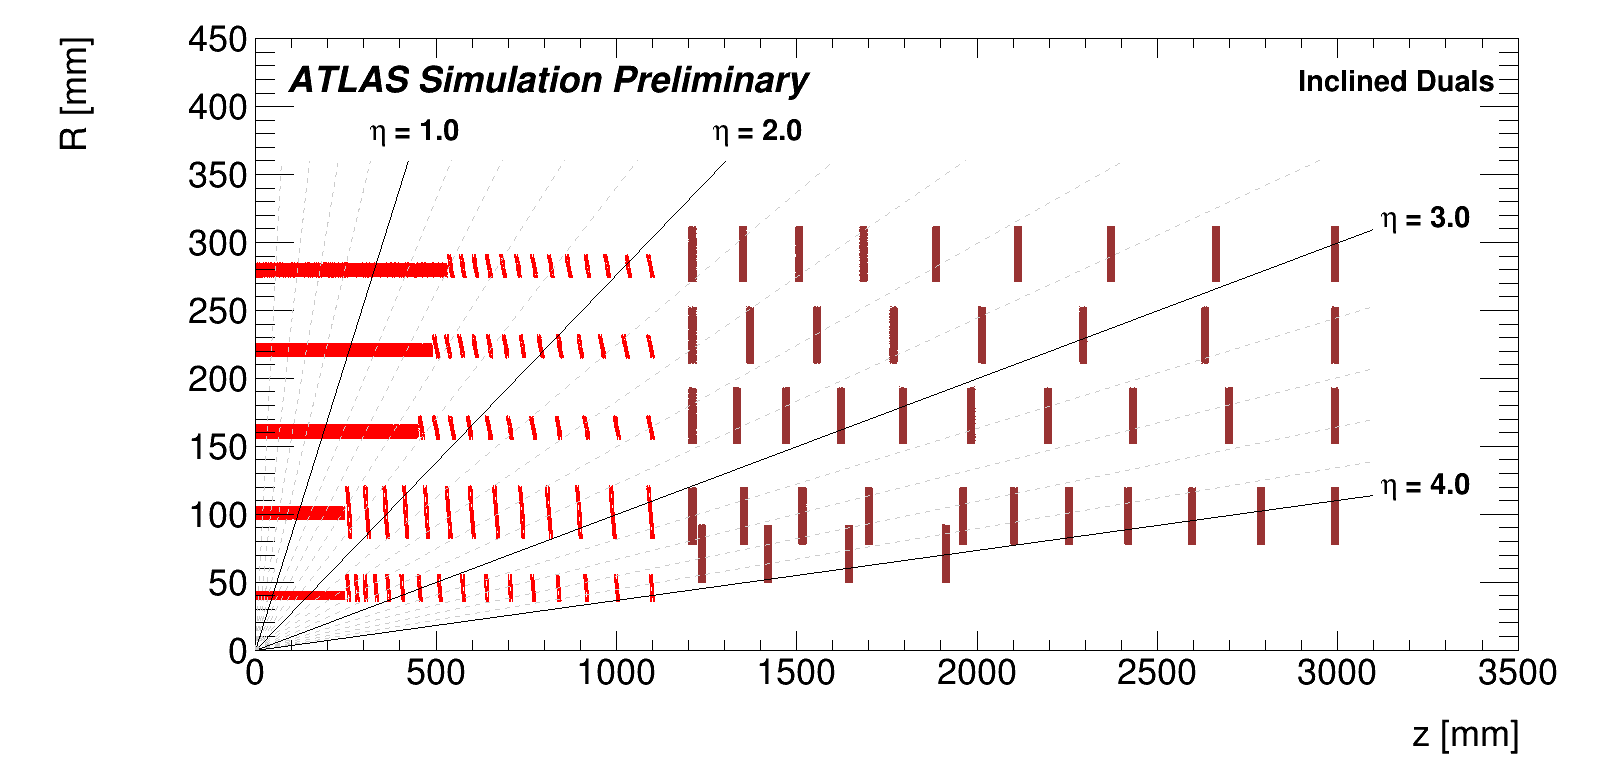 R [mm]
450
400
350
300
250
200
150
100
50
0
ATLAS Simulation Preliminary
Inclined Duals
η = 1.0
η = 2.0
η = 3.0
η = 4.0
0 500 1000 1500 2000 2500 3000 3500
z [mm]